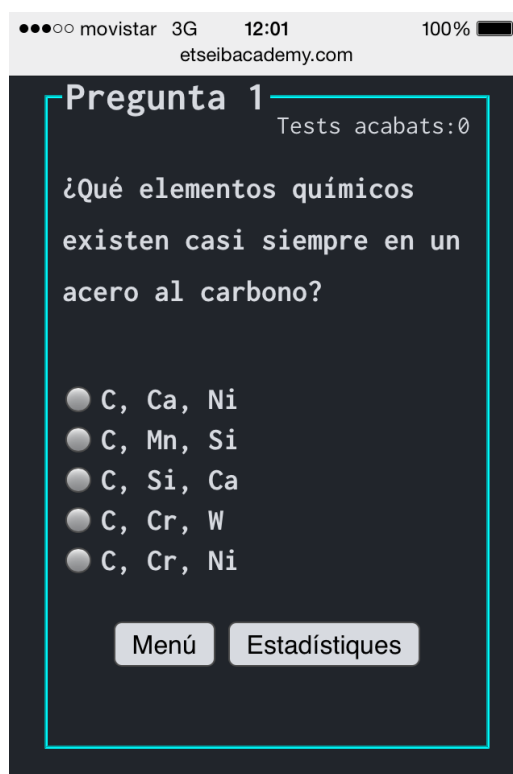 movistar 3G 12:01 100%
etseibacademy.com
Pregunta 1
Tests acabats:0
¿Qué elementos químicos
existen casi siempre en un
acero al carbono?
C, Ca, Ni
C, Mn, Si
C, Si, Ca
C, Cr, W
C, Cr, Ni
Menú Estadístiques